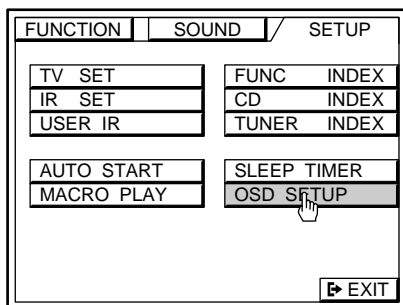 FUNCTION SOUND SETUP
TV SET FUNC INDEX
IR SET CD INDEX
USER IR TUNER INDEX
AUTO START SLEEP TIMER
MACRO PLAY OSD SETUP
EXIT